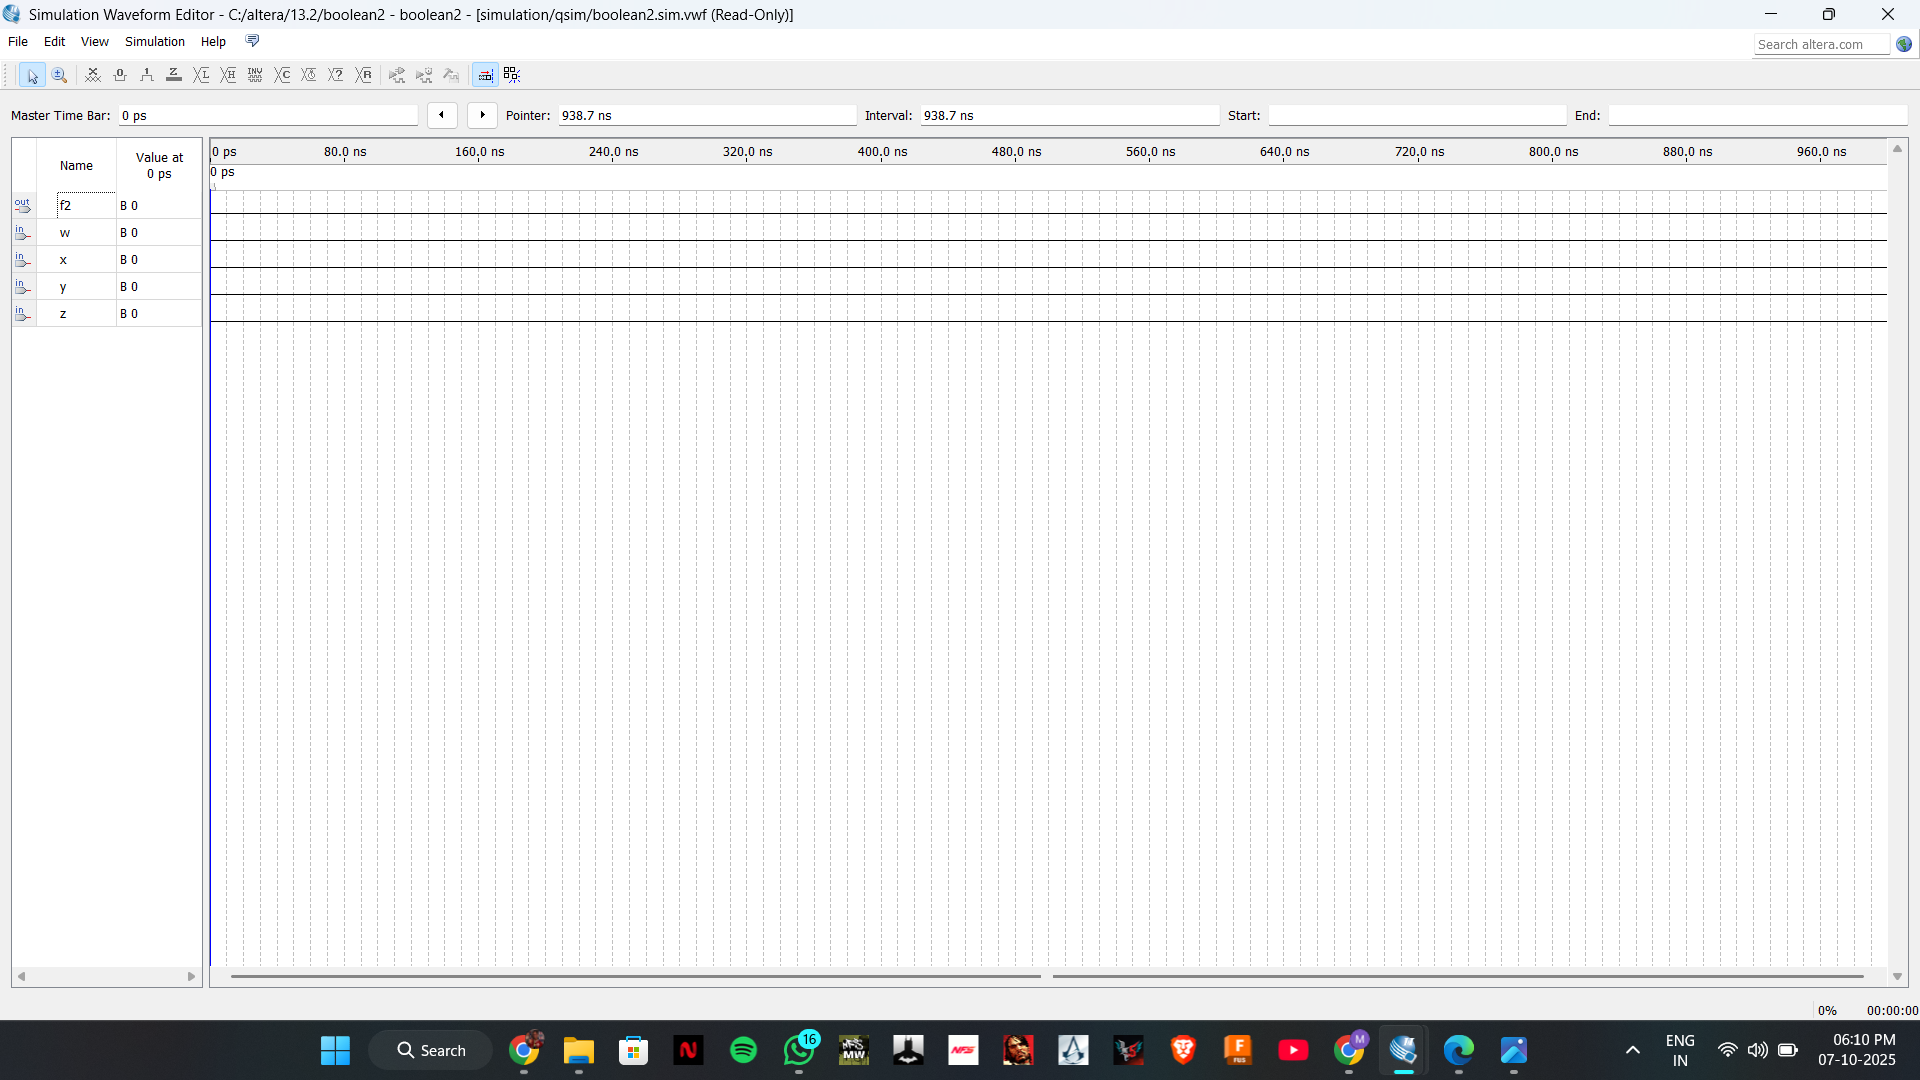 Simulation Waveform Editor - C:/altera/13.2/boolean2 - boolean2 - [simulation/qsim/boolean2.sim.vwf (Read-Only)]
File Edit View Simulation Help
Search altera.com
Master Time Bar: 0 ps Pointer: 938.7 ns Interval: 938.7 ns Start: End:
Name Value at 0 ps
0 ps 80.0 ns 160.0 ns 240.0 ns 320.0 ns 400.0 ns 480.0 ns 560.0 ns 640.0 ns 720.0 ns 800.0 ns 880.0 ns 960.0 ns
0 ps
out f2 B 0
in w B 0
in x B 0
in y B 0
in z B 0
0% 00:00:00
Search
16
MW
NFS
F
FUS
M
ENG
IN
06:10 PM
07-10-2025